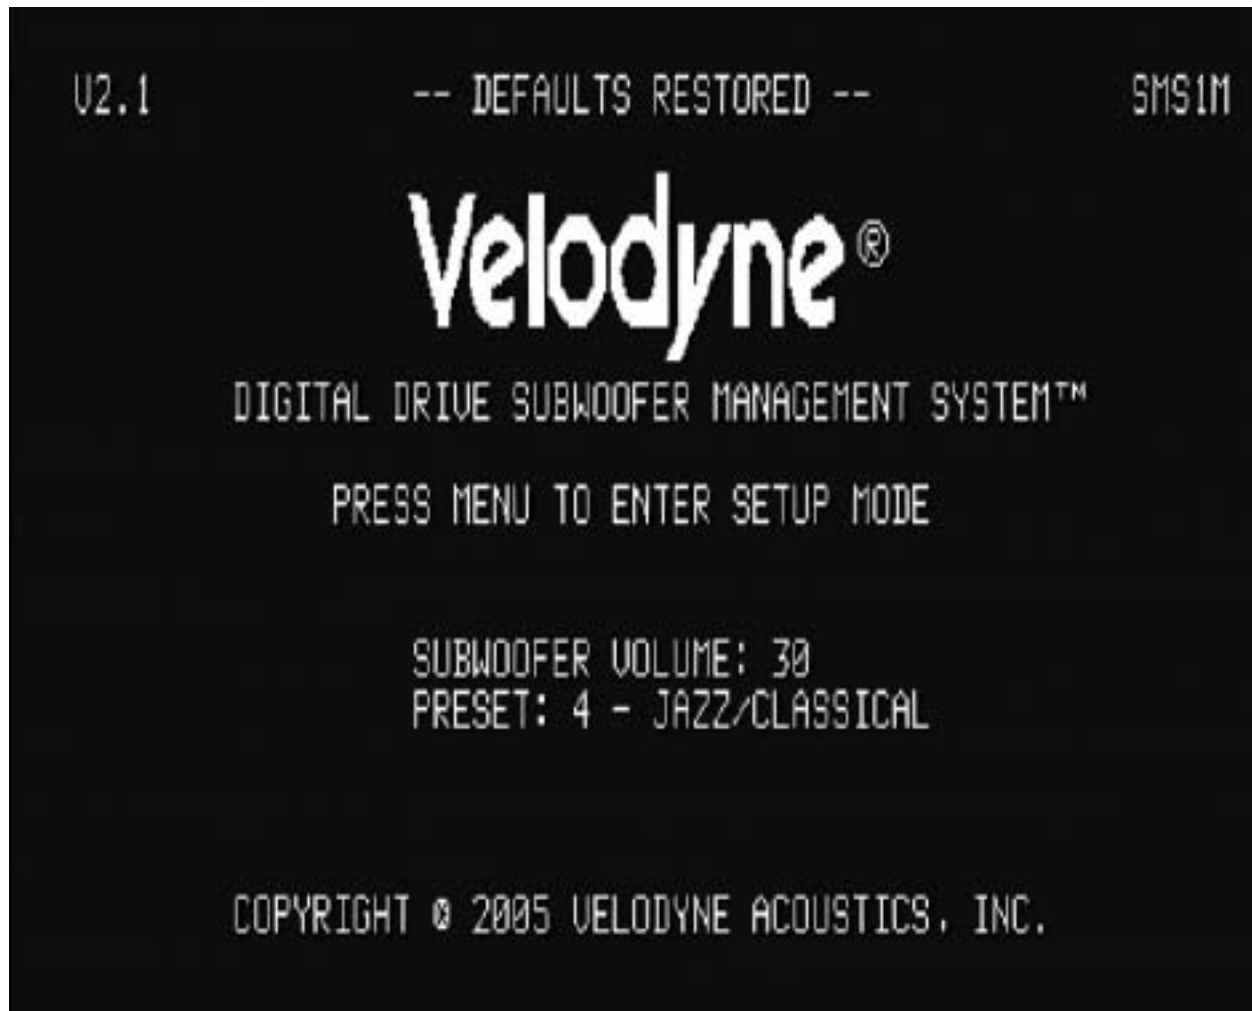 V2.1 -- DEFAULTS RESTORED -- SMS1M
Velodyne®
DIGITAL DRIVE SUBWOOFER MANAGEMENT SYSTEM™
PRESS MENU TO ENTER SETUP MODE
SUBWOOFER VOLUME: 30
PRESET: 4 - JAZZ/CLASSICAL
COPYRIGHT © 2005 VELODYNE ACOUSTICS, INC.